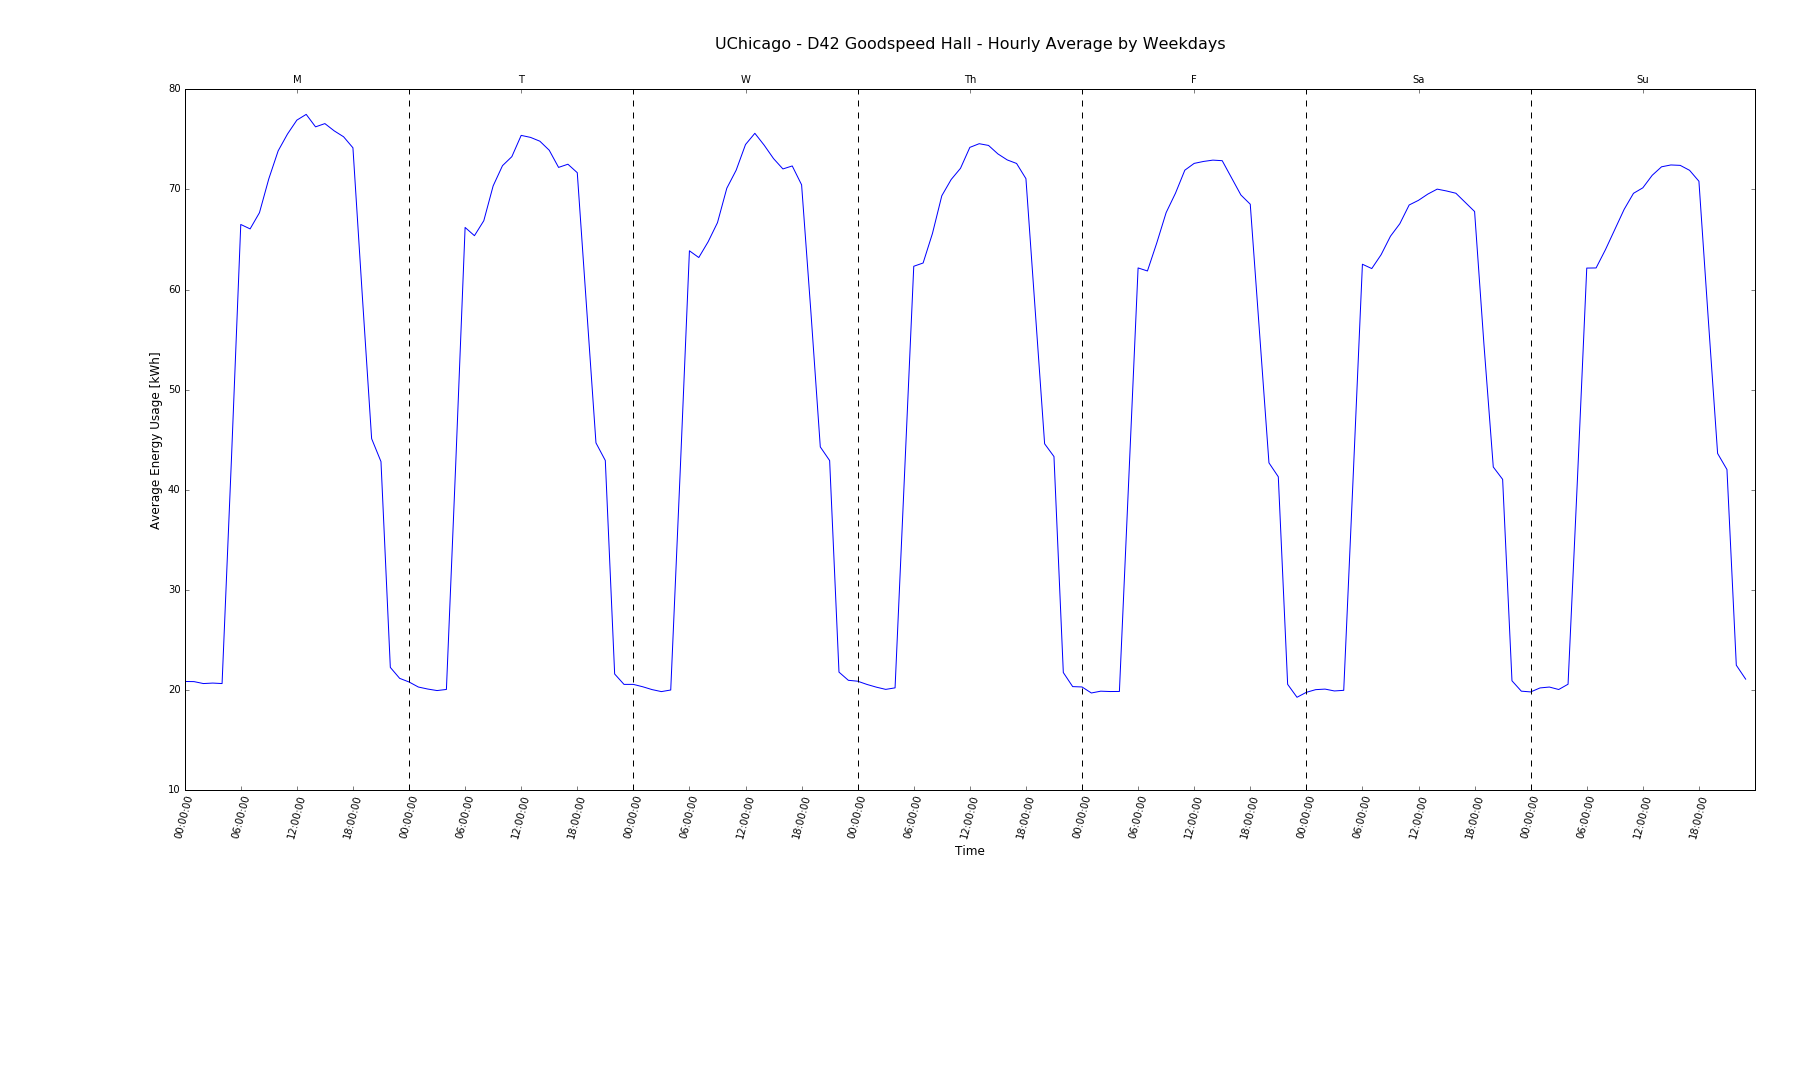 UChicago - D42 Goodspeed Hall - Hourly Average by Weekdays
M T W Th F Sa Su
80
70
60
50
40
30
20
10
Average Energy Usage [kWh]
00:00:00 06:00:00 12:00:00 18:00:00 00:00:00 06:00:00 12:00:00 18:00:00 00:00:00 06:00:00 12:00:00 18:00:00 00:00:00 06:00:00 12:00:00 18:00:00 00:00:00 06:00:00 12:00:00 18:00:00 00:00:00 06:00:00 12:00:00 18:00:00 00:00:00 06:00:00 12:00:00 18:00:00
Time